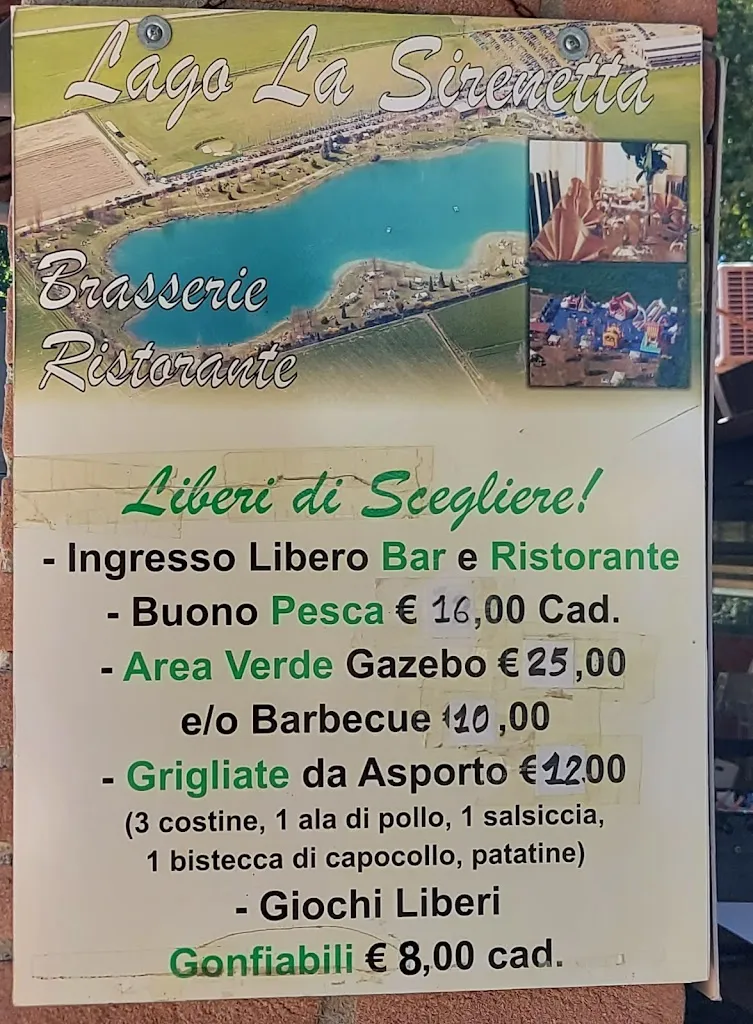 Lago La Sirenetta
Brasserie
Ristorante
Liberi di Scegliere!
- Ingresso Libero Bar e Ristorante
- Buono Pesca € 16,00 Cad.
- Area Verde Gazebo € 25,00
e/o Barbecue €10,00
- Grigliate da Asporto €12.00
(3 costine, 1 ala di pollo, 1 salsiccia,
1 bistecca di capocollo, patatine)
- Giochi Liberi
Gonfiabili € 8,00 cad.